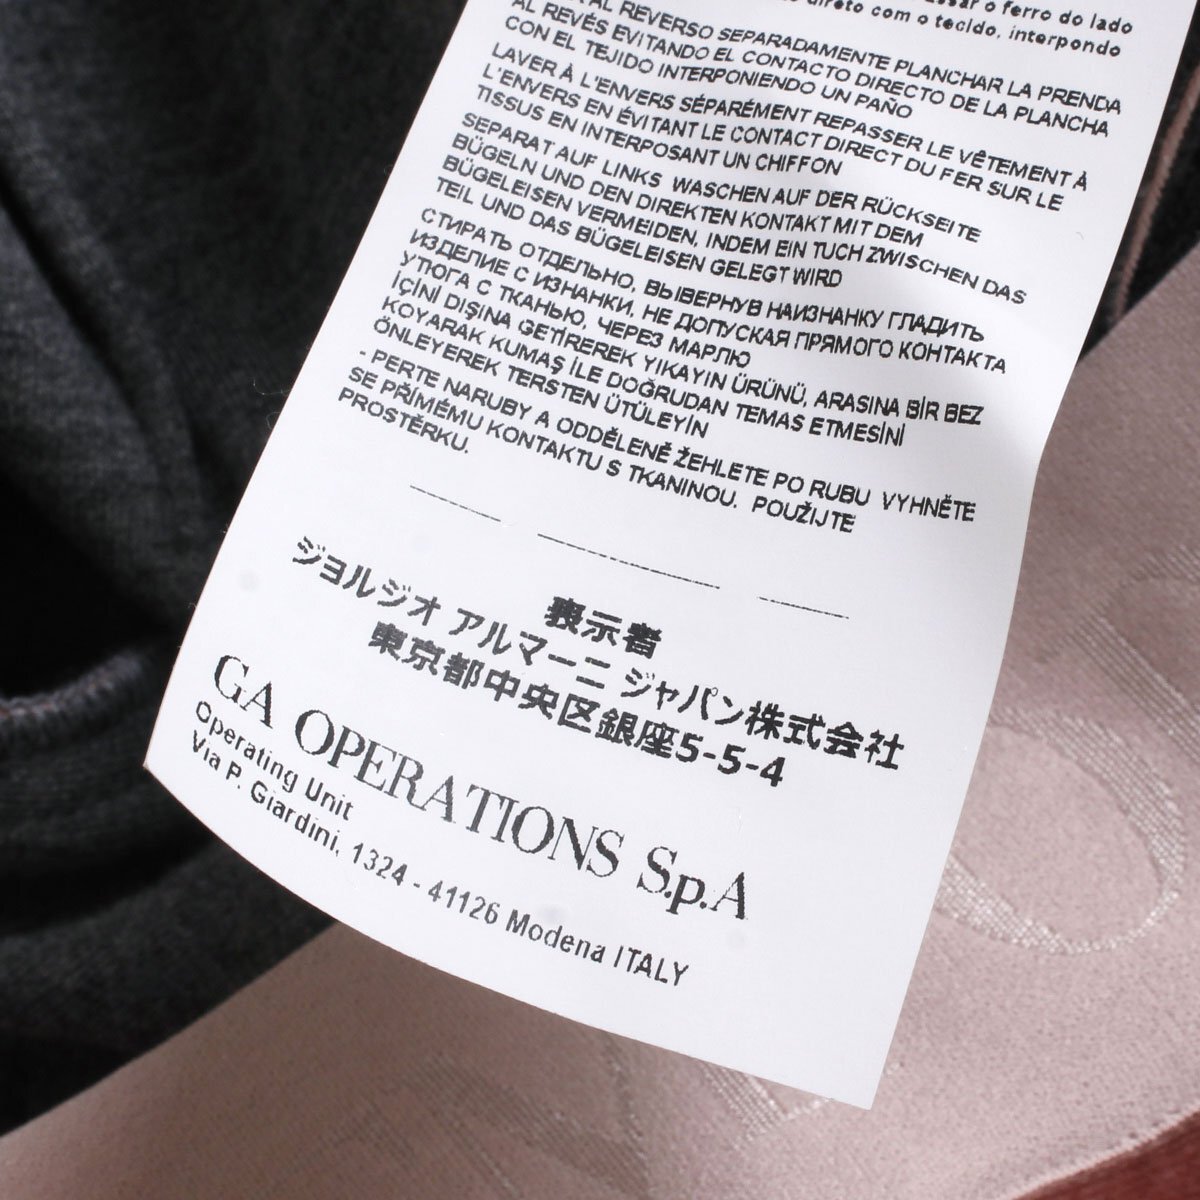 o ferro do lado
direto com o tecido, interpondo
AL REVERSO SEPARADAMENTE PLANCHAR LA PRENDA
AL REVÉS EVITANDO EL CONTACTO DIRECTO DE LA PLANCHA
CON EL TEJIDO INTERPONIENDO UN PAÑO
LAVER À L'ENVERS SÉPARÉMENT REPASSER LE VÊTEMENT À
L'ENVERS EN ÉVITANT LE CONTACT DIRECT DU FER SUR LE
TISSUS EN INTERPOSANT UN CHIFFON
SEPARAT AUF LINKS WASCHEN AUF DER RÜCKSEITE
BÜGELN UND DEN DIREKTEN KONTAKT MIT DEM
BÜGELEISEN VERMEIDEN, INDEM EIN TUCH ZWISCHEN DAS
TEIL UND DAS BÜGELEISEN GELEGT WIRD
СТИРАТЬ ОТДЕЛЬНО, ВЫВЕРНУВ НАИЗНАНКУ ГЛАДИТЬ
ИЗДЕЛИЕ С ИЗНАНКИ, НЕ ДОПУСКАЯ ПРЯМОГО КОНТАКТА
УТЮГА С ТКАНЬЮ, ЧЕРЕЗ МАРЛЮ
İÇİNİ DIŞINA GETİREREK YIKAYIN ÜRÜNÜ, ARASINA BİR BEZ
KOYARAK KUMAŞ İLE DOĞRUDAN TEMAS ETMESİNİ
ÖNLEYEREK TERSTEN ÜTÜLEYİN
- PERTE NARUBY A ODDĚLENĚ ŽEHLETE PO RUBU VYHNĚTE
SE PŘÍMÉMU KONTAKTU S TKANINOU. POUŽIJTE
PROSTĚRKU.
表示者
ジョルジオ アルマーニ ジャパン株式会社
東京都中央区銀座5-5-4
GA OPERATIONS S.p.A
Operating Unit
Via P. Giardini, 1324 - 41126 Modena ITALY